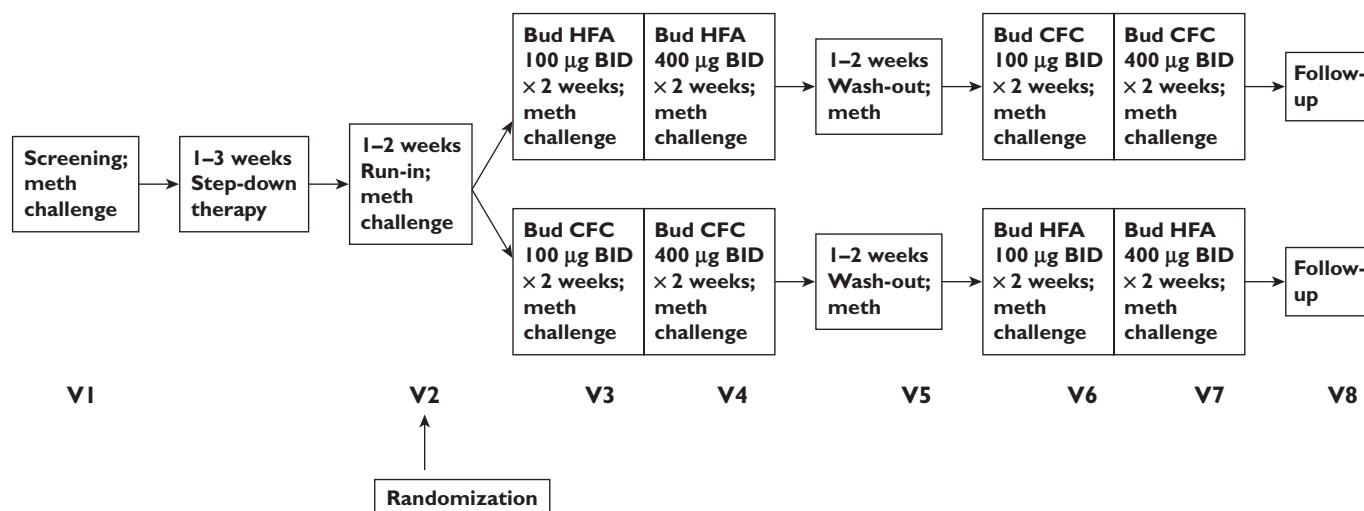 Screening;
meth
challenge
1–3 weeks
Step-down
therapy
1–2 weeks
Run-in;
meth
challenge
Bud HFA
100 μg BID
× 2 weeks;
meth
challenge
Bud HFA
400 μg BID
× 2 weeks;
meth
challenge
1–2 weeks
Wash-out;
meth
Bud CFC
100 μg BID
× 2 weeks;
meth
challenge
Bud CFC
400 μg BID
× 2 weeks;
meth
challenge
Follow-
up
Bud CFC
100 μg BID
× 2 weeks;
meth
challenge
Bud CFC
400 μg BID
× 2 weeks;
meth
challenge
1–2 weeks
Wash-out;
meth
Bud HFA
100 μg BID
× 2 weeks;
meth
challenge
Bud HFA
400 μg BID
× 2 weeks;
meth
challenge
Follow-
up
V1
V2
V3
V4
V5
V6
V7
V8
Randomization